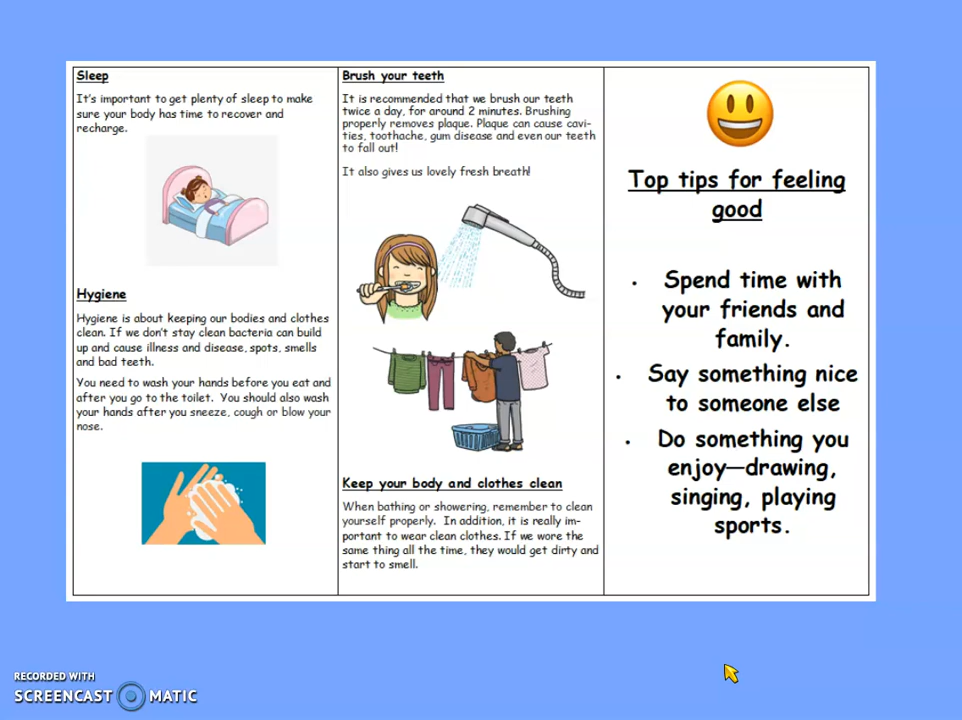 Sleep
It's important to get plenty of sleep to make
sure your body has time to recover and
recharge.
Hygiene
Hygiene is about keeping our bodies and clothes
clean. If we don't stay clean bacteria can build
up and cause illness and disease, spots, smells
and bad teeth.
You need to wash your hands before you eat and
after you go to the toilet. You should also wash
your hands after you sneeze, cough or blow your
nose.
Brush your teeth
It is recommended that we brush our teeth
twice a day, for around 2 minutes. Brushing
properly removes plaque. Plaque can cause cavi-
ties, toothache, gum disease and even our teeth
to fall out!
It also gives us lovely fresh breath!
Keep your body and clothes clean
When bathing or showering, remember to clean
yourself properly. In addition, it is really im-
portant to wear clean clothes. If we wore the
same thing all the time, they would get dirty and
start to smell.
Top tips for feeling
good
• Spend time with
your friends and
family.
• Say something nice
to someone else
• Do something you
enjoy—drawing,
singing, playing
sports.
RECORDED WITH
SCREENCAST MATIC